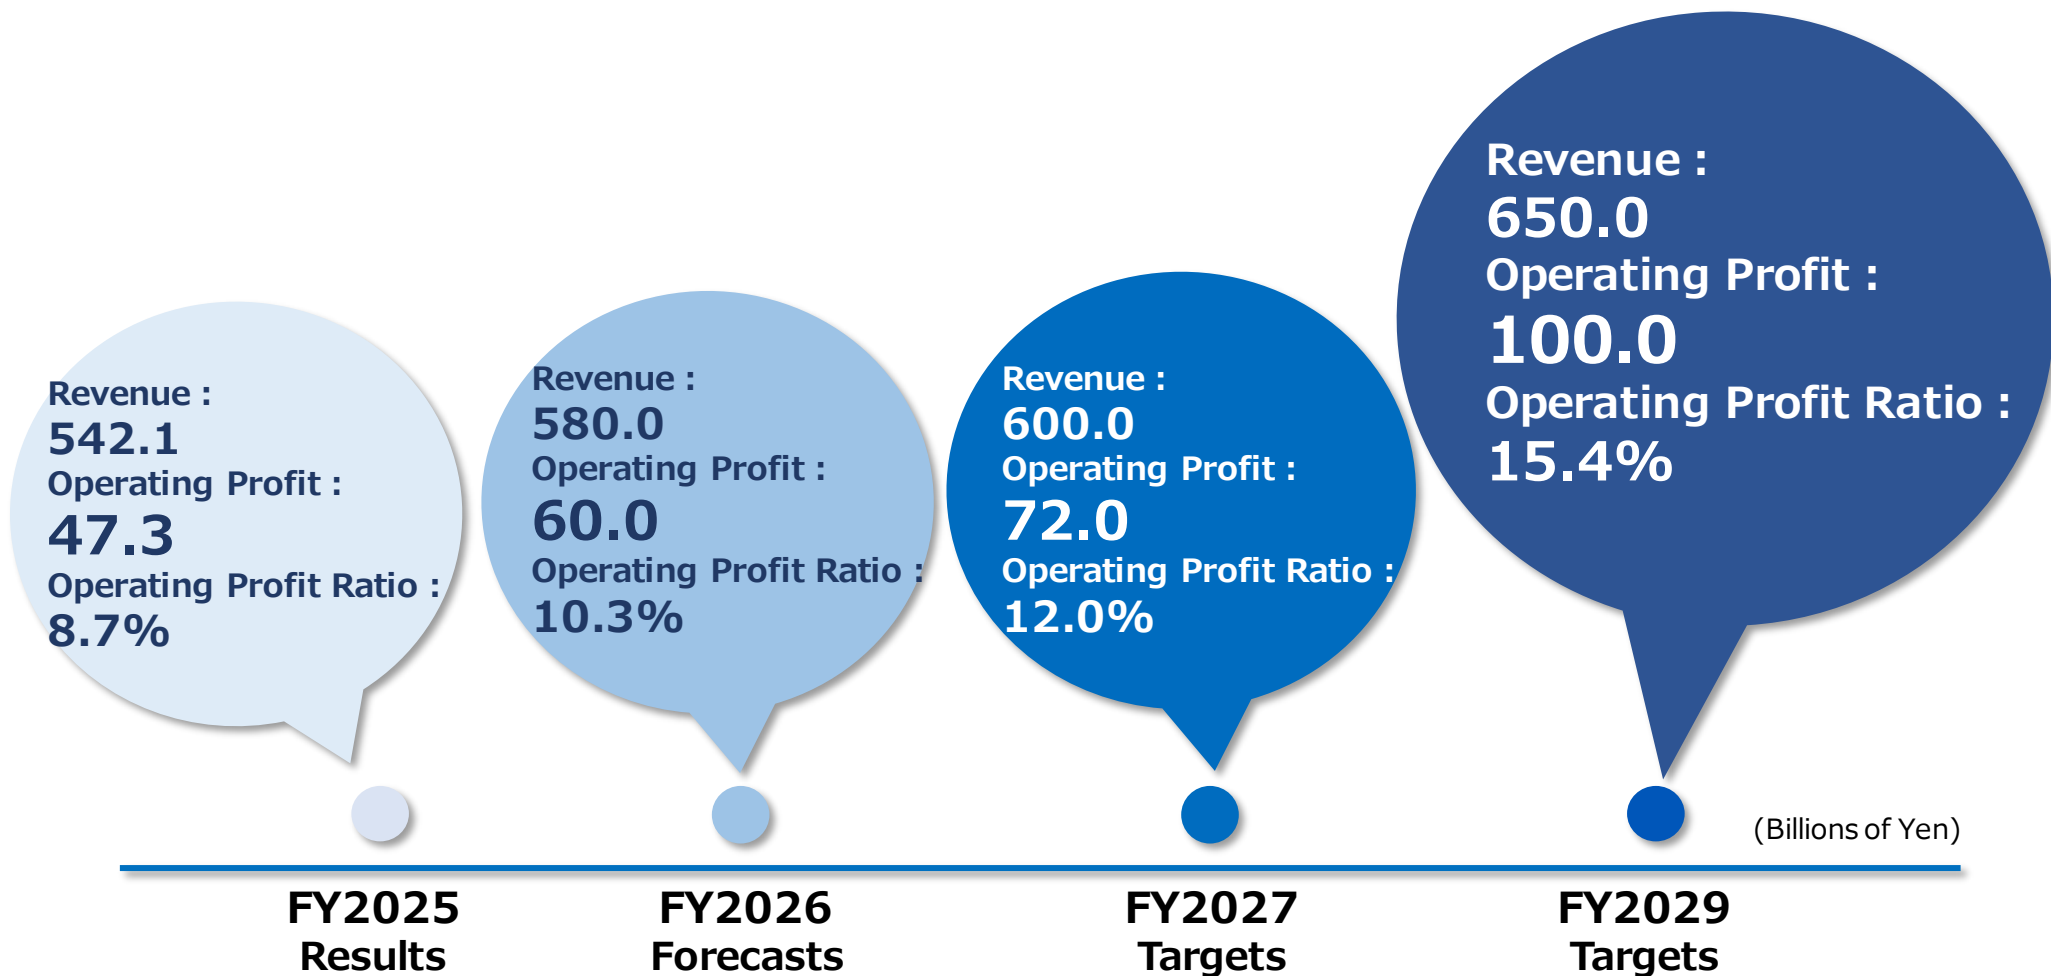 Revenue :
542.1
Operating Profit :
47.3
Operating Profit Ratio :
8.7%
Revenue :
580.0
Operating Profit :
60.0
Operating Profit Ratio :
10.3%
Revenue :
600.0
Operating Profit :
72.0
Operating Profit Ratio :
12.0%
Revenue :
650.0
Operating Profit :
100.0
Operating Profit Ratio :
15.4%
(Billions of Yen)
FY2025
Results
FY2026
Forecasts
FY2027
Targets
FY2029
Targets